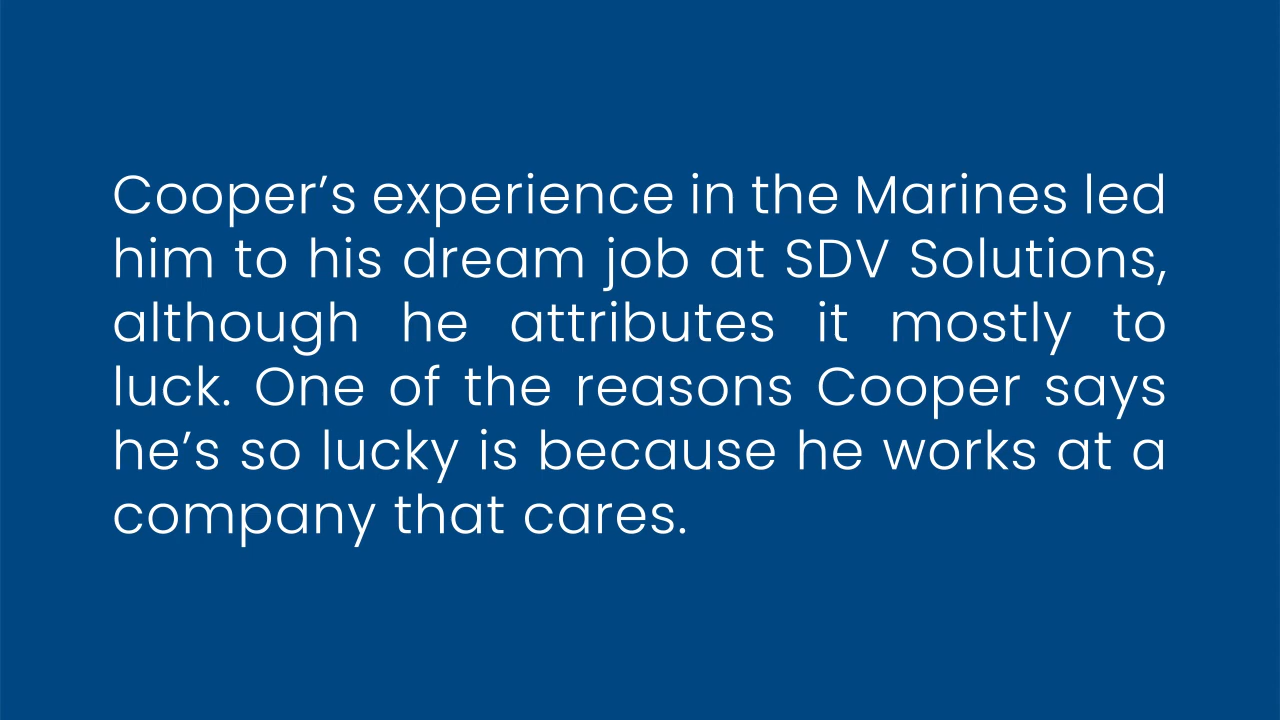 Cooper’s experience in the Marines led
him to his dream job at SDV Solutions,
although he attributes it mostly to
luck. One of the reasons Cooper says
he’s so lucky is because he works at a
company that cares.